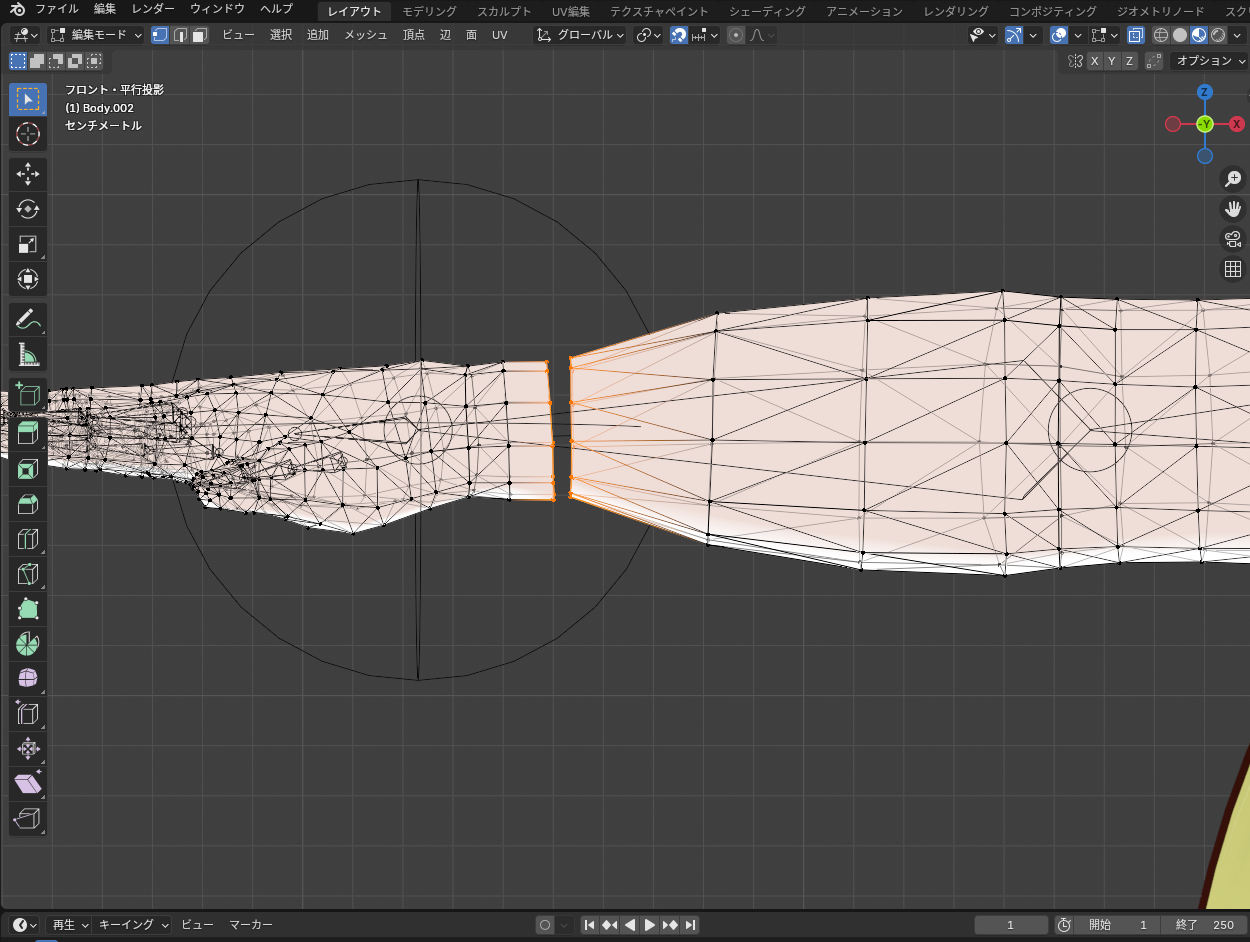 ファイル 編集 レンダー ウィンドウ ヘルプ レイアウト モデリング スカルプト UV編集 テクスチャペイント シェーディング アニメーション レンダリング コンポジティング ジオメトリノード スク
編集モード ビュー 選択 追加 メッシュ 頂点 辺 面 UV グローバル
X Y Z オプション
フロント・平行投影
(1) Body.002
センチメートル
Z
-Y X
再生 キーイング ビュー マーカー 1 開始 1 終了 250